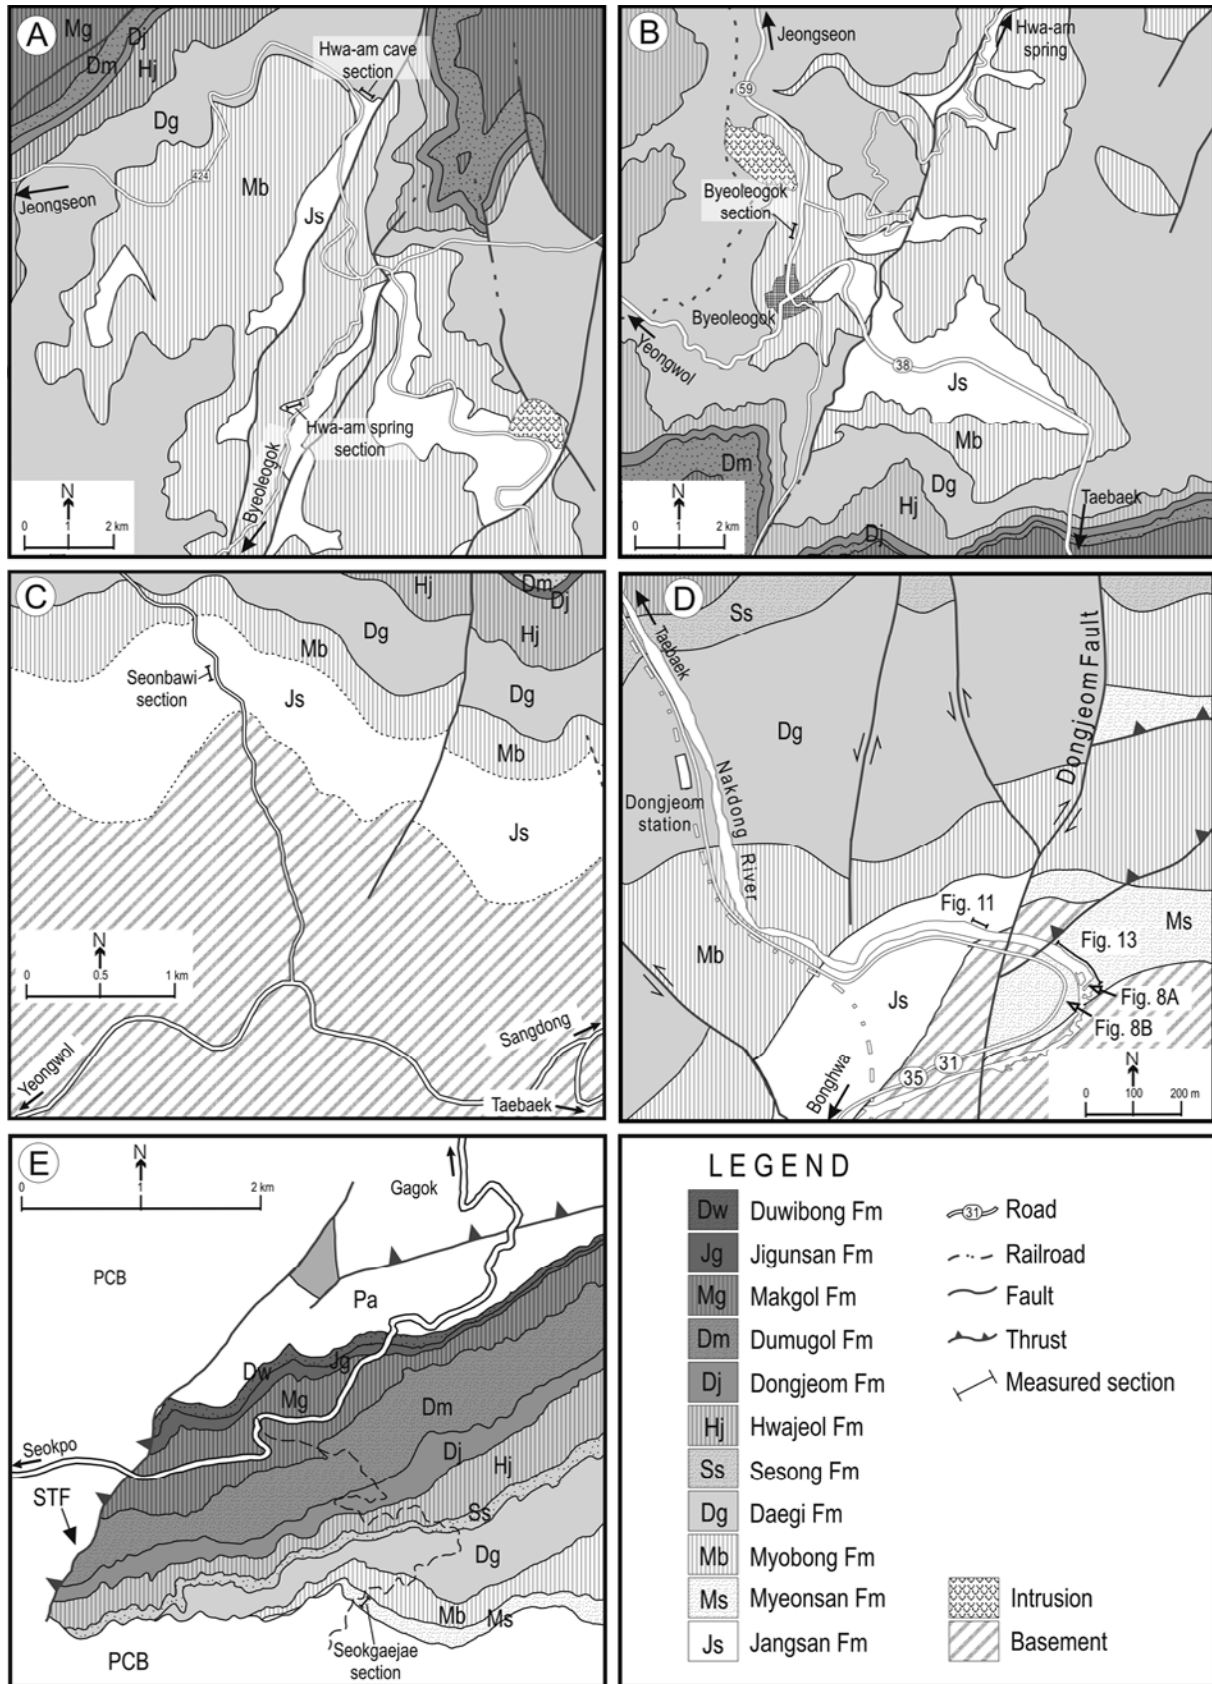 A
Mg
Dj
Dm
Hj
Hwa-am cave
section
Dg
424
Mb
Jeongseon
Js
Hwa-am spring
section
Byeoleogok
N
0 1 2 km
B
Jeongseon
Hwa-am
spring
59
Byeoleogok
section
Byeoleogok
Yeongwol
38
Js
Mb
Dm
Dg
Hj
Taebaek
Dj
N
0 1 2 km
C
Hj
Dm
Dj
Dg
Hj
Mb
Seonbawi
section
Js
Dg
Mb
Js
N
0 0.5 1 km
Sangdong
Yeongwol
Taebaek
D
Ss
Taebaek
Dongjeom Fault
Dg
Nakdong River
Dongjeom
station
Fig. 11
Ms
Mb
Fig. 13
Js
Fig. 8A
Fig. 8B
31
35
Bonghwa
N
0 100 200 m
E
N
0 1 2 km
Gagok
PCB
Pa
Dw
Jg
Mg
Dm
Seokpo
Dj
Hj
STF
Ss
Dg
Mb
Ms
Seokgaejae
section
PCB
LEGEND
Dw Duwibong Fm
31 Road
Jg Jigunsan Fm
Railroad
Mg Makgol Fm
Fault
Dm Dumugol Fm
Thrust
Dj Dongjeom Fm
Measured section
Hj Hwajeol Fm
Ss Sesong Fm
Dg Daegi Fm
Mb Myobong Fm
Ms Myeonsan Fm
Intrusion
Js Jangsan Fm
Basement